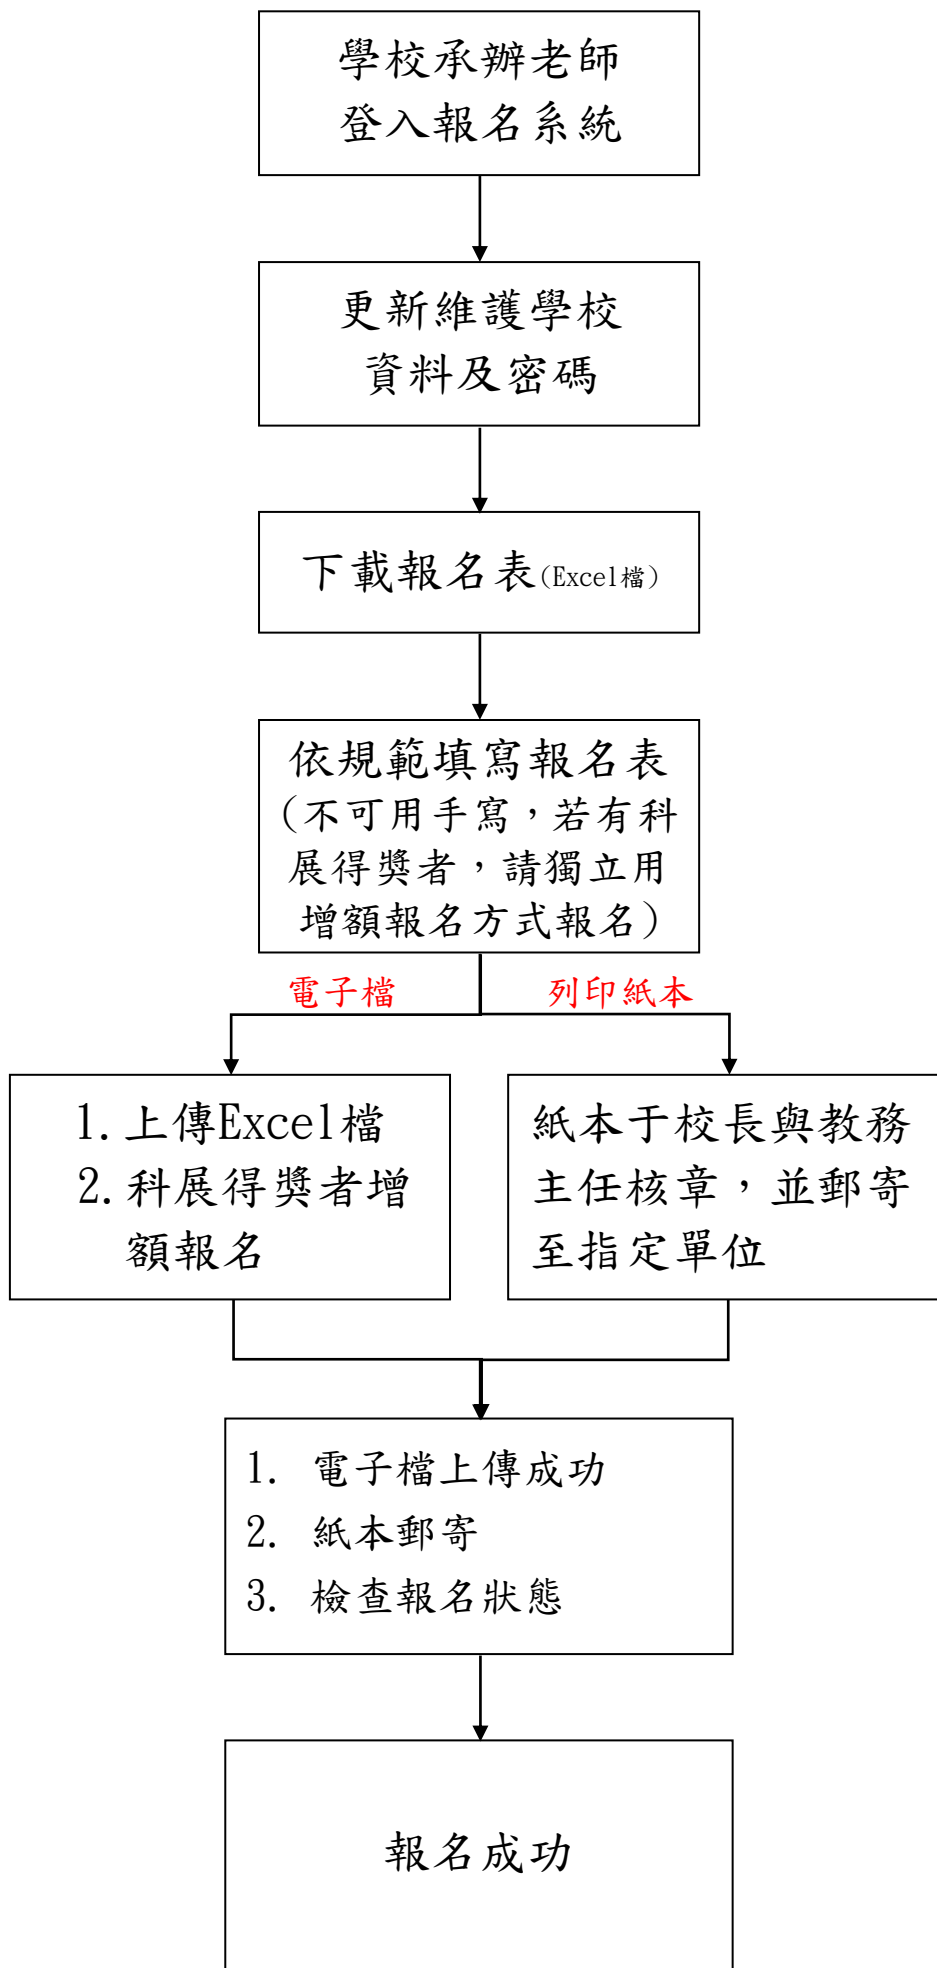 學校承辦老師
登入報名系統
更新維護學校
資料及密碼
下載報名表(Excel檔)
依規範填寫報名表
(不可用手寫，若有科
展得獎者，請獨立用
增額報名方式報名)
電子檔
列印紙本
1.上傳Excel檔
2.科展得獎者增
額報名
紙本于校長與教務
主任核章，並郵寄
至指定單位
1. 電子檔上傳成功
2. 紙本郵寄
3. 檢查報名狀態
報名成功